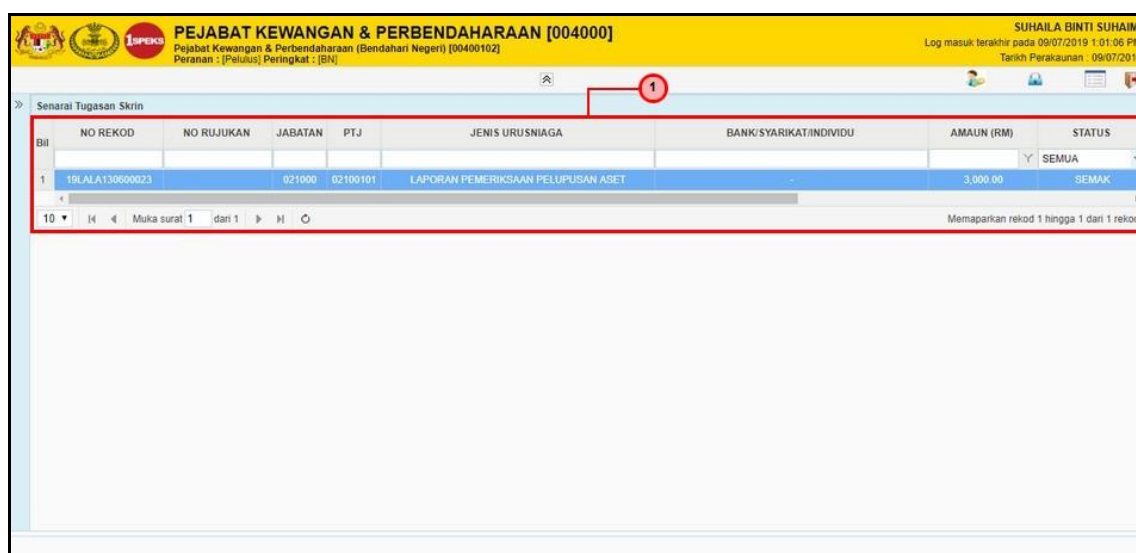 1SPEKS
PEJABAT KEWANGAN & PERBENDAHARAAN [004000]
Pejabat Kewangan & Perbendaharaan (Bendahari Negeri) [00400102]
Peranan : [Pelulus] Peringkat : [BN]
SUHAILA BINTI SUHAIM
Log masuk terakhir pada 09/07/2019 1:01:06 PM
Tarikh Perakaunan : 09/07/201
1
Senarai Tugasan Skrin
Bil NO REKOD NO RUJUKAN JABATAN PTJ JENIS URUSNIAGA BANK/SYARIKAT/INDIVIDU AMAUN (RM) STATUS
SEMUA
1 19LALA130600023 021000 02100101 LAPORAN PEMERIKSAAN PELUPUSAN ASET - 3,000.00 SEMAK
10 Muka surat 1 dari 1 Memaparkan rekod 1 hingga 1 dari 1 rekod